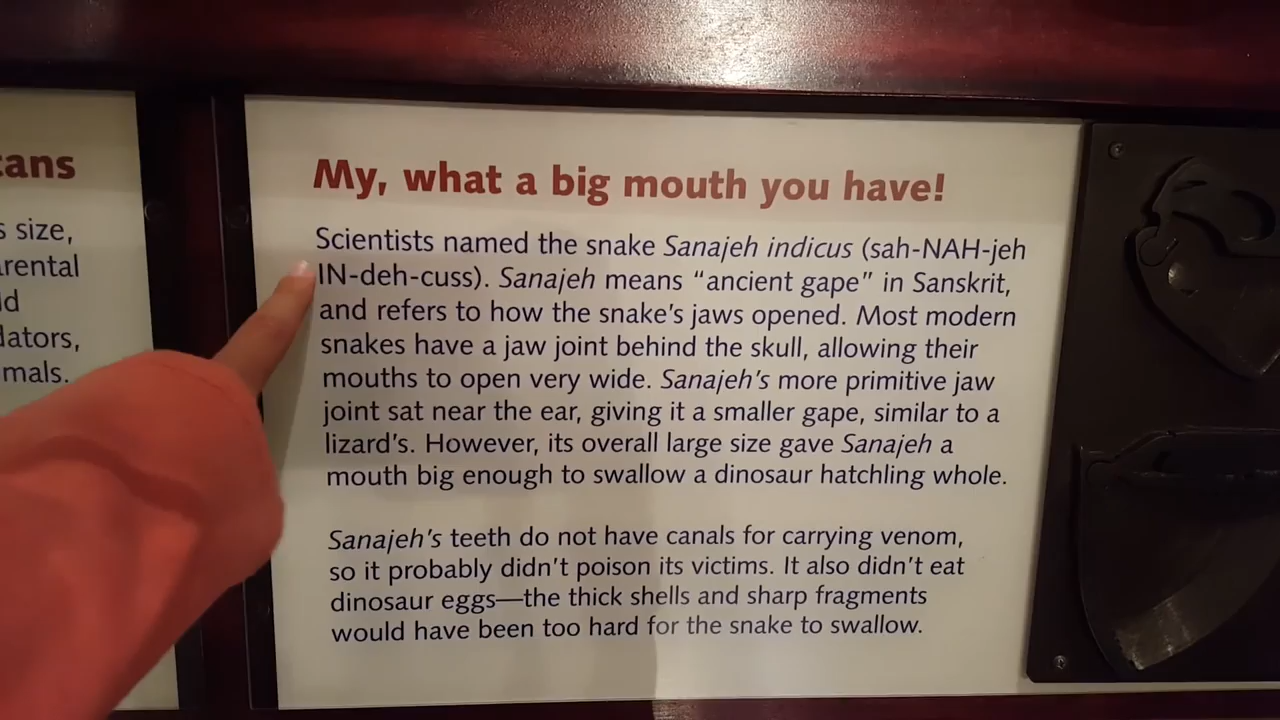 cans
s size,
rental
ld
dators,
mals.
My, what a big mouth you have!
Scientists named the snake Sanajeh indicus (sah-NAH-jeh
IN-deh-cuss). Sanajeh means “ancient gape” in Sanskrit,
and refers to how the snake’s jaws opened. Most modern
snakes have a jaw joint behind the skull, allowing their
mouths to open very wide. Sanajeh’s more primitive jaw
joint sat near the ear, giving it a smaller gape, similar to a
lizard’s. However, its overall large size gave Sanajeh a
mouth big enough to swallow a dinosaur hatchling whole.
Sanajeh’s teeth do not have canals for carrying venom,
so it probably didn’t poison its victims. It also didn’t eat
dinosaur eggs—the thick shells and sharp fragments
would have been too hard for the snake to swallow.